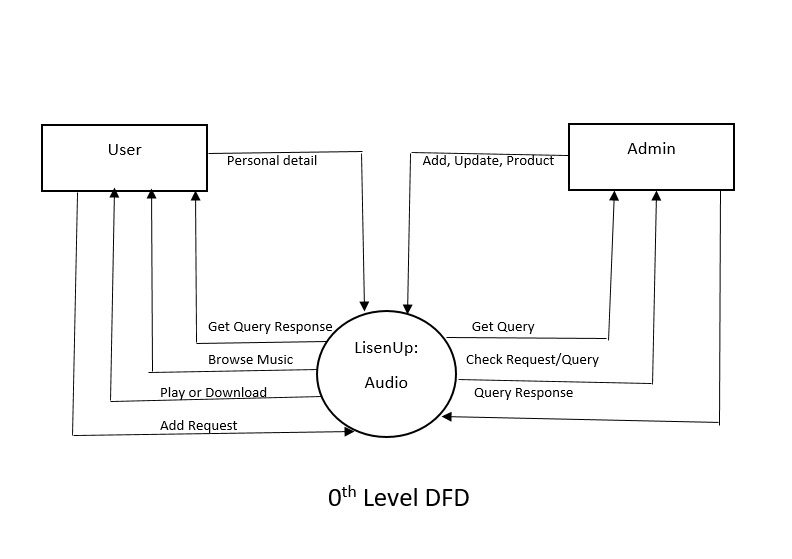 User
Admin
Personal detail
Add, Update, Product
Get Query Response
Get Query
LisenUp:
Audio
Browse Music
Check Request/Query
Play or Download
Query Response
Add Request
0th Level DFD